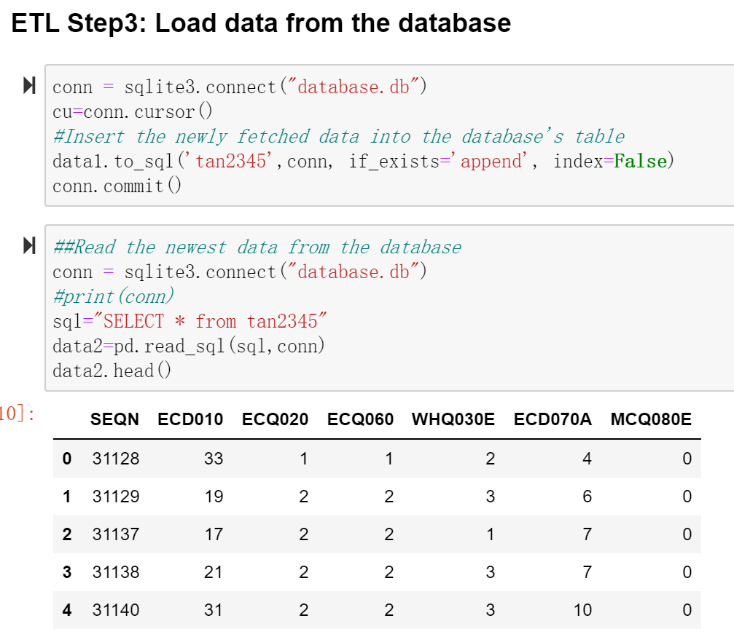 ETL Step3: Load data from the database
conn = sqlite3.connect("database.db")
cu=conn.cursor()
#Insert the newly fetched data into the database's table
data1.to_sql('tan2345',conn, if_exists='append', index=False)
conn.commit()
##Read the newest data from the database
conn = sqlite3.connect("database.db")
#print(conn)
sql="SELECT * from tan2345"
data2=pd.read_sql(sql,conn)
data2.head()
10]:
SEQN ECD010 ECQ020 ECQ060 WHQ030E ECD070A MCQ080E
0 31128 33 1 1 2 4 0
1 31129 19 2 2 3 6 0
2 31137 17 2 2 1 7 0
3 31138 21 2 2 3 7 0
4 31140 31 2 2 3 10 0